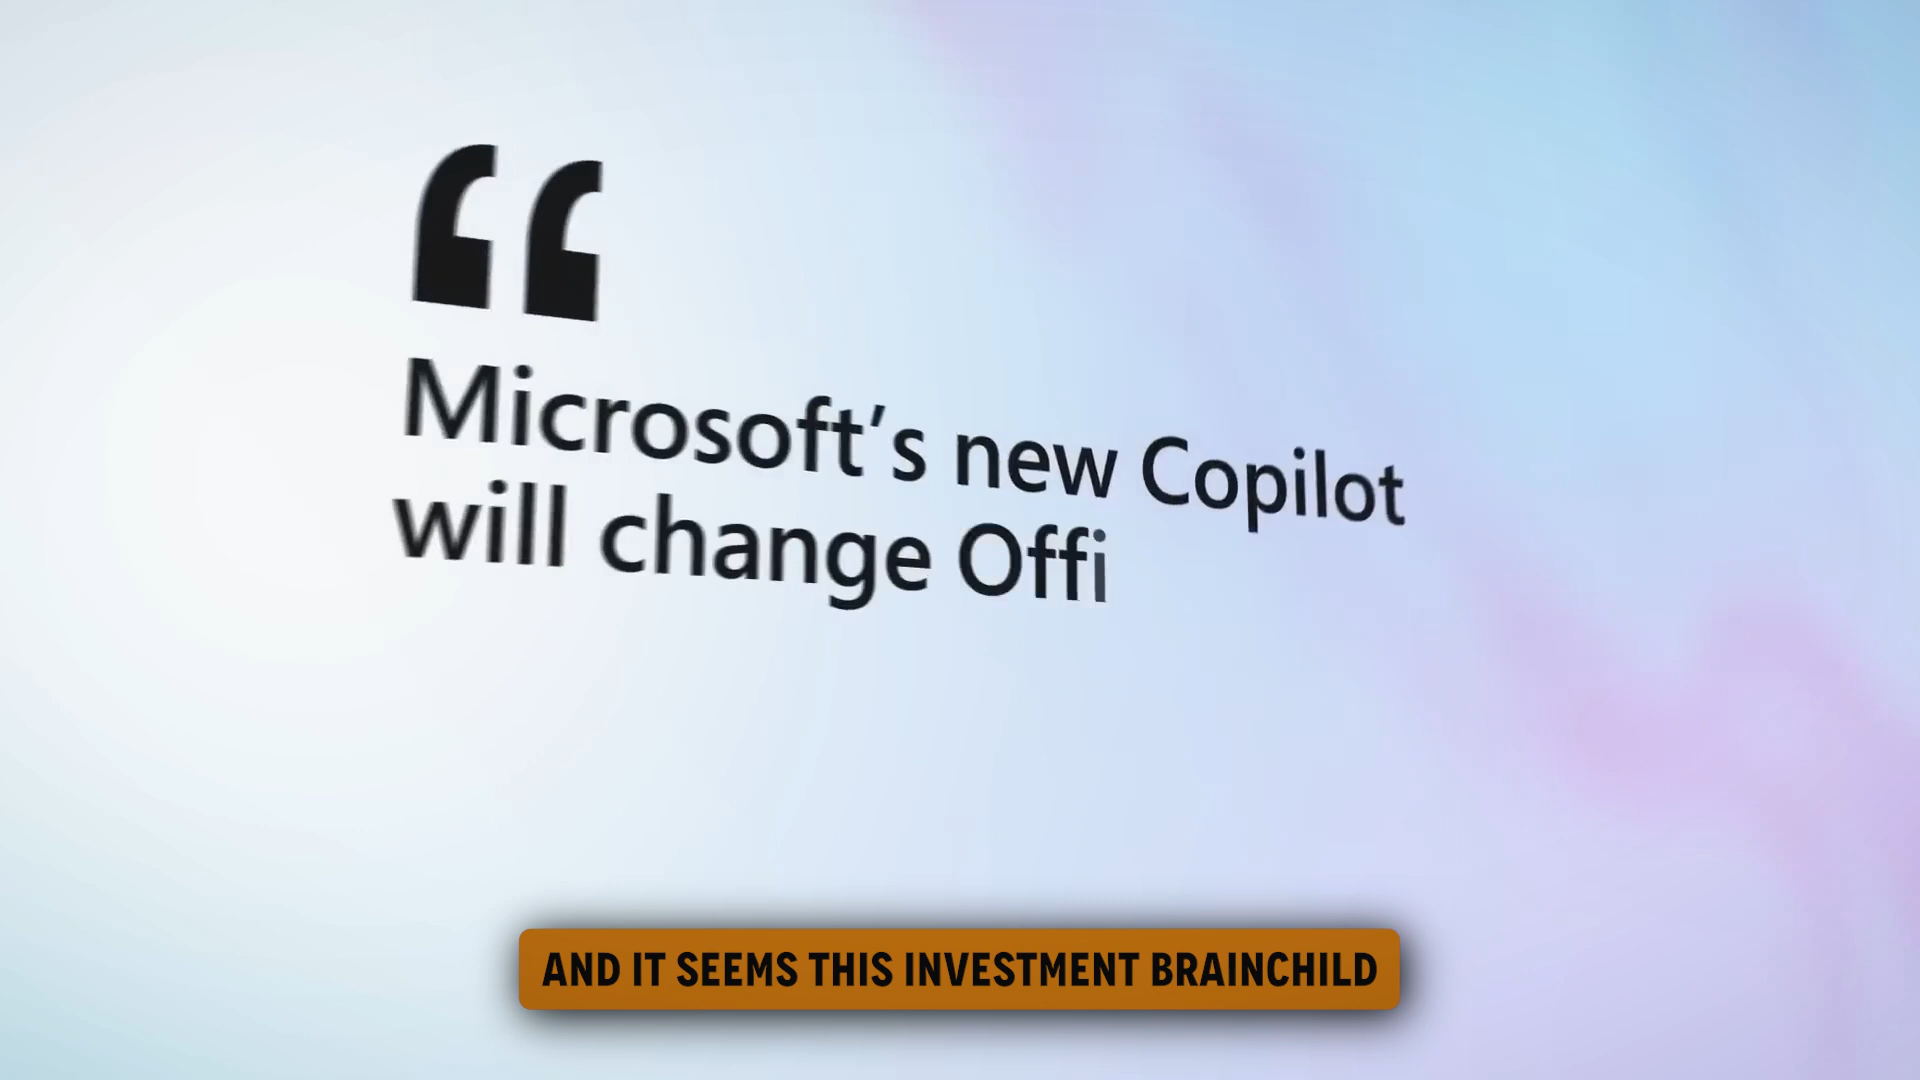 “
Microsoft’s new Copilot
will change Offi
AND IT SEEMS THIS INVESTMENT BRAINCHILD